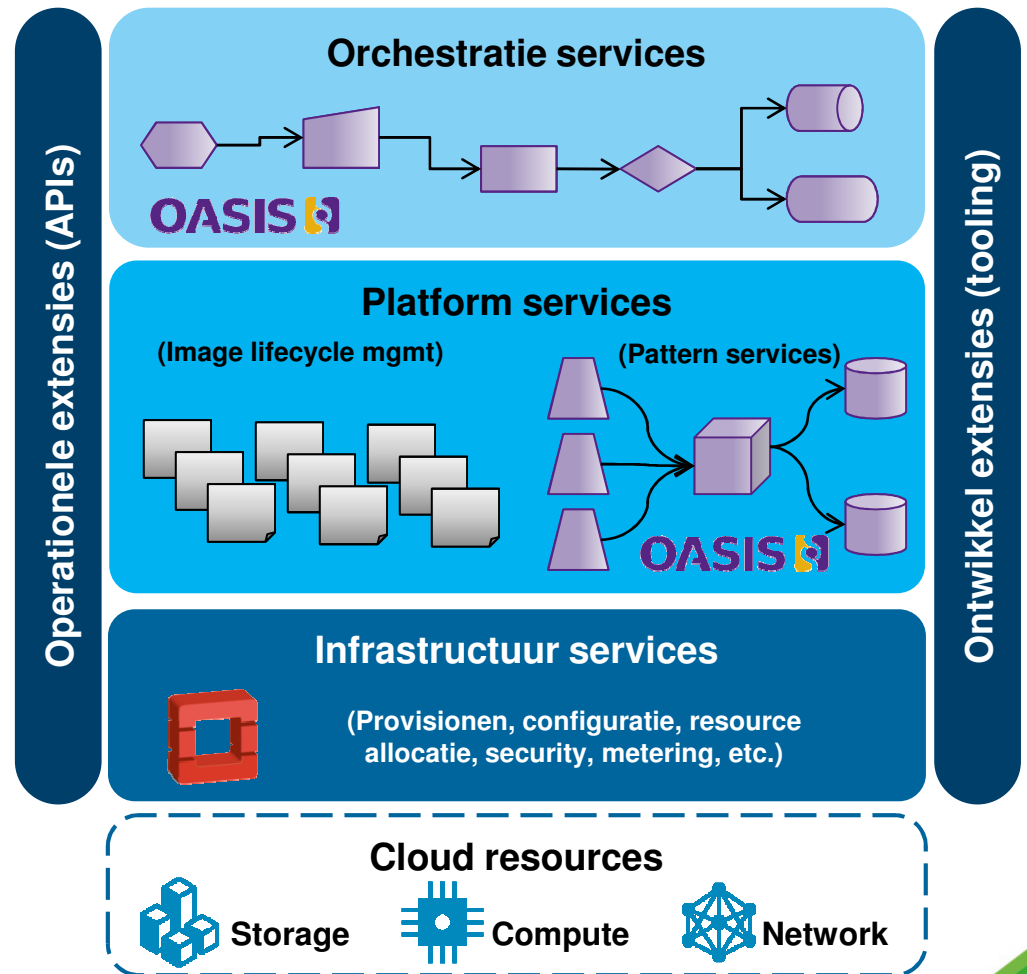 Operationele extensies (APIs)
Orchestratie services
OASIS
Platform services
(Image lifecycle mgmt)
(Pattern services)
OASIS
Infrastructuur services
(Provisionen, configuratie, resource
allocatie, security, metering, etc.)
Cloud resources
Storage
Compute
Network
Ontwikkel extensies (tooling)